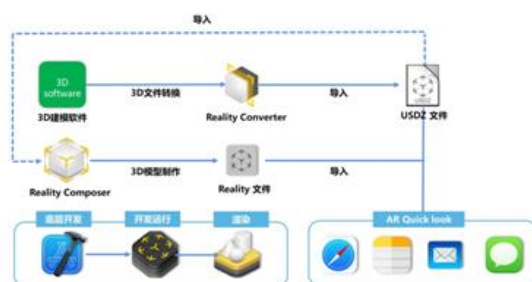 导入
3D
software
3D文件转换
导入
USDZ
3D建模软件
Reality Converter
USDZ 文件
3D模型制作
导入
Reality Composer
Reality 文件
底层开发
开发运行
渲染
AR Quick look